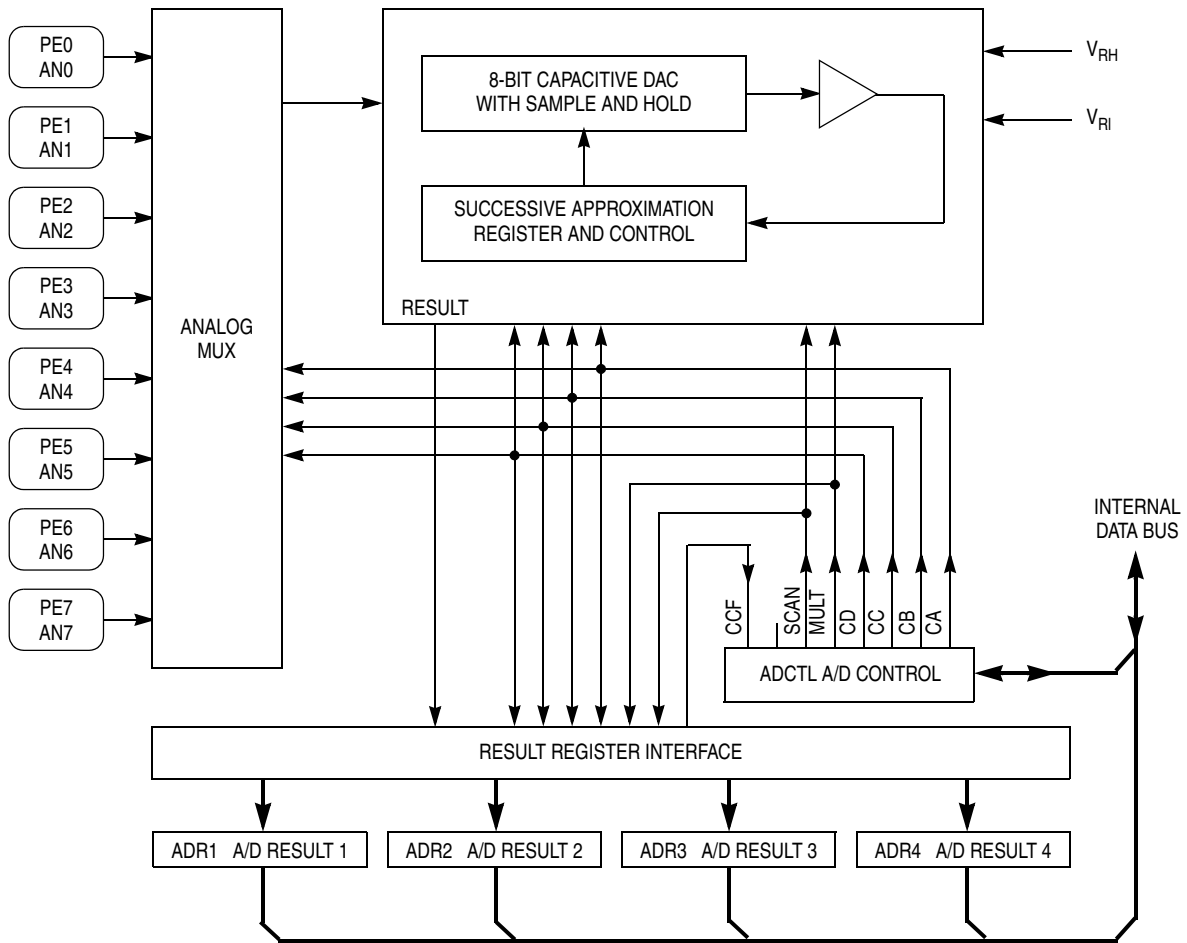 PE0
AN0
PE1
AN1
PE2
AN2
PE3
AN3
PE4
AN4
PE5
AN5
PE6
AN6
PE7
AN7
ANALOG
MUX
8-BIT CAPACITIVE DAC
WITH SAMPLE AND HOLD
SUCCESSIVE APPROXIMATION
REGISTER AND CONTROL
RESULT
VRH
VRI
INTERNAL
DATA BUS
CCF
SCAN
MULT
CD
CC
CB
CA
ADCTL A/D CONTROL
RESULT REGISTER INTERFACE
ADR1 A/D RESULT 1
ADR2 A/D RESULT 2
ADR3 A/D RESULT 3
ADR4 A/D RESULT 4